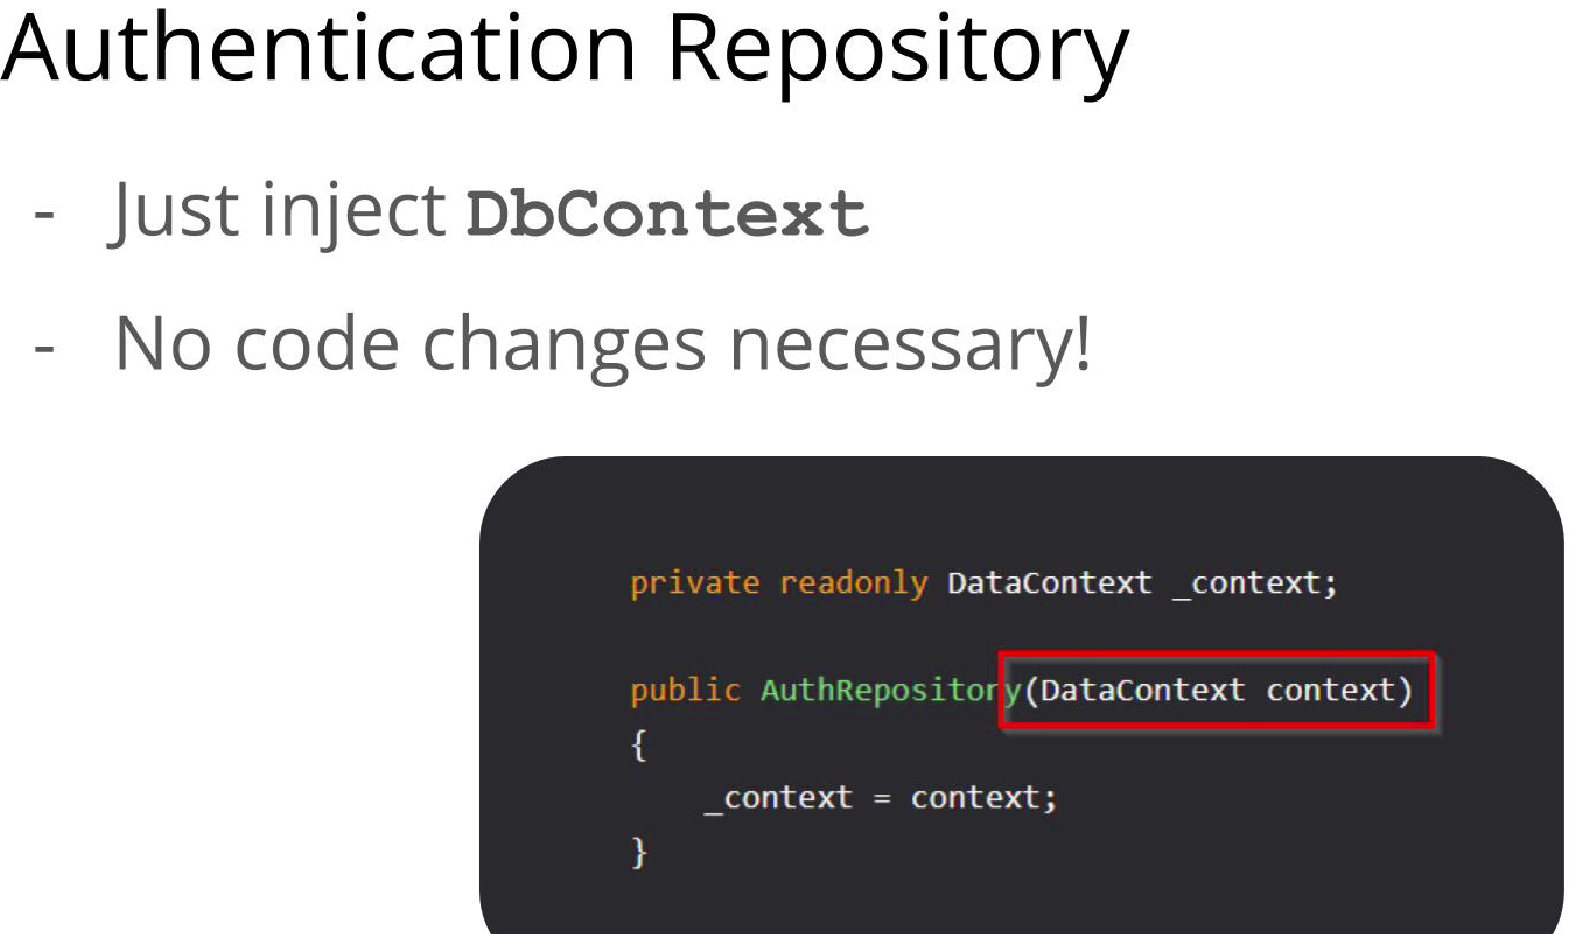 Authentication Repository
- Just inject DbContext
- No code changes necessary!
private readonly DataContext _context;
public AuthRepository(DataContext context)
{
    _context = context;
}